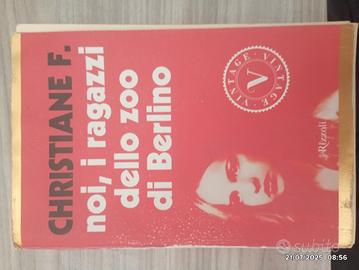 CHRISTIANE F.
noi, i ragazzi
dello zoo
di Berlino
VINTAGE · VINTAGE ·
V
Rizzoli
Subito
21/07/2025 08:56